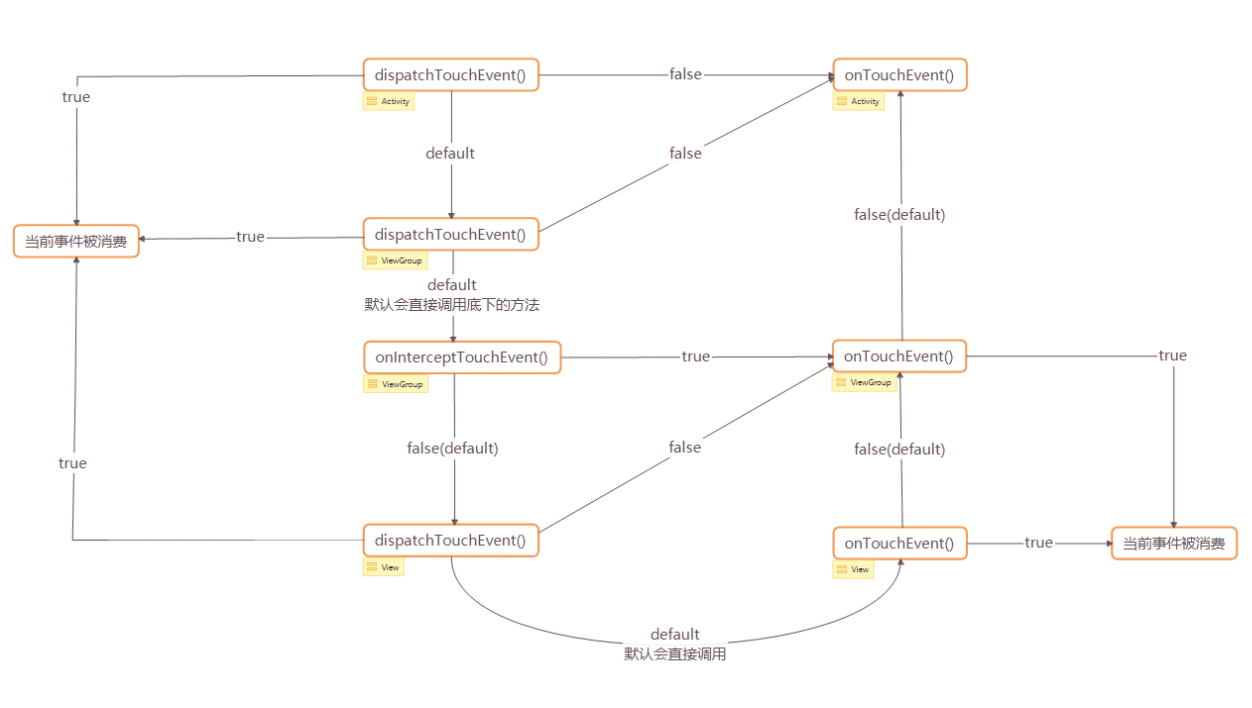 dispatchTouchEvent()
false
onTouchEvent()
true
Activity
Activity
default
false
false(default)
当前事件被消费
true
dispatchTouchEvent()
ViewGroup
default
默认会直接调用底下的方法
onInterceptTouchEvent()
true
onTouchEvent()
true
ViewGroup
ViewGroup
false(default)
false
false(default)
true
dispatchTouchEvent()
onTouchEvent()
true
当前事件被消费
View
View
default
默认会直接调用